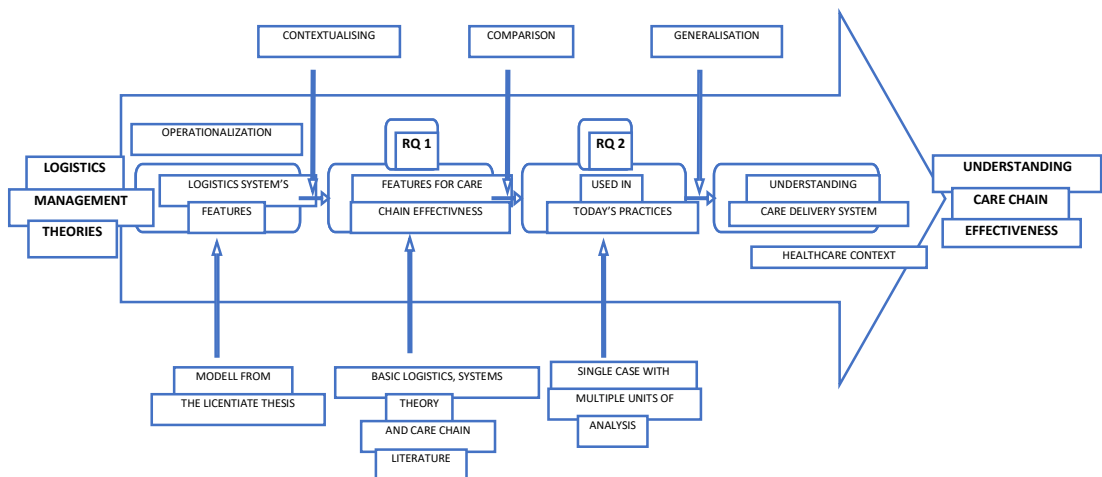 CONTEXTUALISING
COMPARISON
GENERALISATION
OPERATIONALIZATION
LOGISTICS
MANAGEMENT
THEORIES
LOGISTICS SYSTEM'S
FEATURES
RQ 1
FEATURES FOR CARE
CHAIN EFFECTIVNESS
RQ 2
USED IN
TODAY'S PRACTICES
UNDERSTANDING
CARE DELIVERY SYSTEM
HEALTHCARE CONTEXT
UNDERSTANDING
CARE CHAIN
EFFECTIVENESS
MODELL FROM
THE LICENTIATE THESIS
BASIC LOGISTICS, SYSTEMS
THEORY
AND CARE CHAIN
LITERATURE
SINGLE CASE WITH
MULTIPLE UNITS OF
ANALYSIS